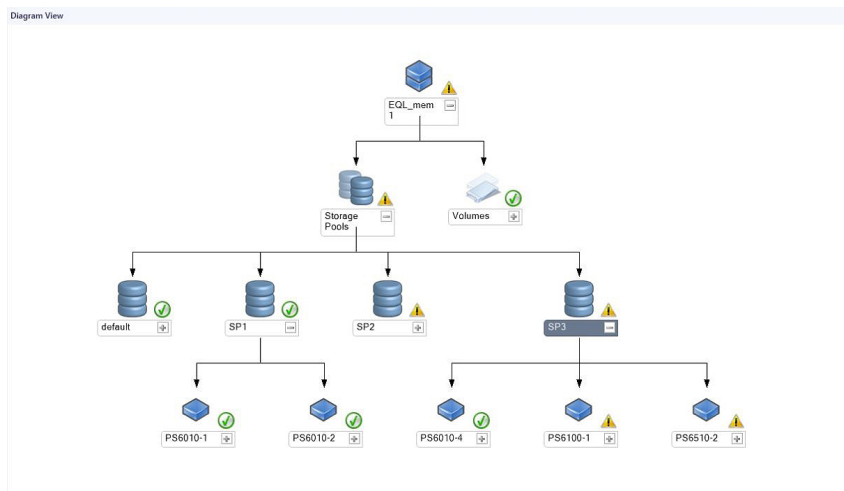 Diagram View
EQL_mem
1
Storage
Pools
Volumes
default
SP1
SP2
SP3
PS6010-1
PS6010-2
PS6010-4
PS6100-1
PS6510-2